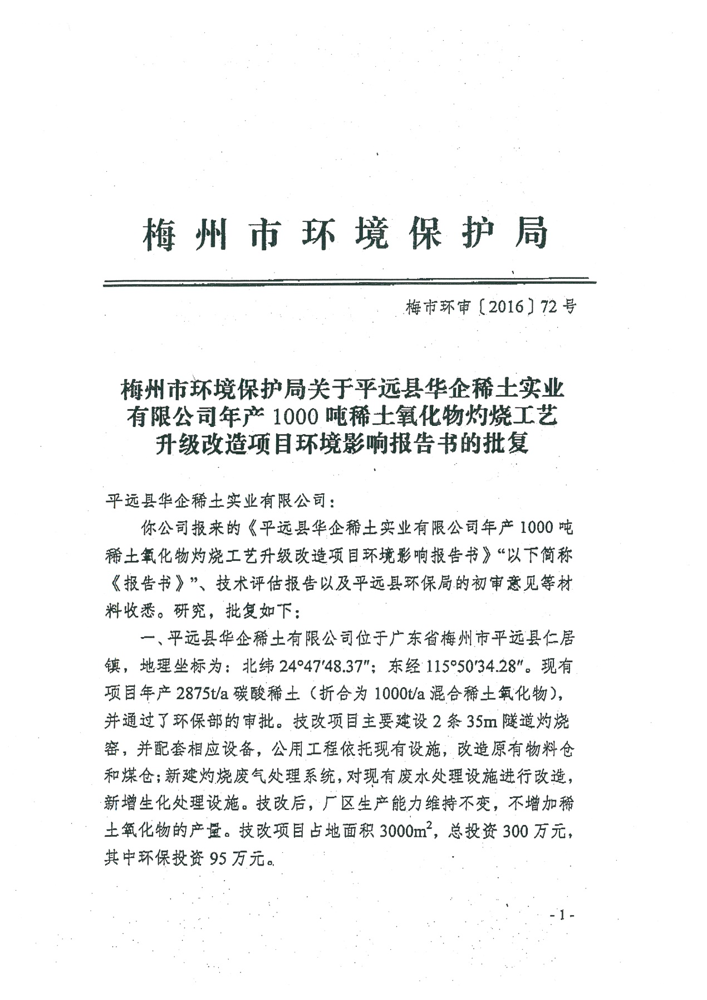 梅州市环境保护局
梅市环审〔2016〕72号
梅州市环境保护局关于平远县华企稀土实业
有限公司年产1000吨稀土氧化物灼烧工艺
升级改造项目环境影响报告书的批复
平远县华企稀土实业有限公司：
你公司报来的《平远县华企稀土实业有限公司年产1000吨
稀土氧化物灼烧工艺升级改造项目环境影响报告书》“以下简称
《报告书》”、技术评估报告以及平远县环保局的初审意见等材
料收悉。研究，批复如下：
一、平远县华企稀土有限公司位于广东省梅州市平远县仁居
镇，地理坐标为：北纬24°47′48.37″；东经115°50′34.28″。现有
项目年产2875t/a碳酸稀土（折合为1000t/a混合稀土氧化物），
并通过了环保部的审批。技改项目主要建设2条35m隧道灼烧
窑，并配套相应设备，公用工程依托现有设施，改造原有物料仓
和煤仓；新建灼烧废气处理系统，对现有废水处理设施进行改造，
新增生化处理设施。技改后，厂区生产能力维持不变，不增加稀
土氧化物的产量。技改项目占地面积3000m²，总投资300万元，
其中环保投资95万元。
- 1 -